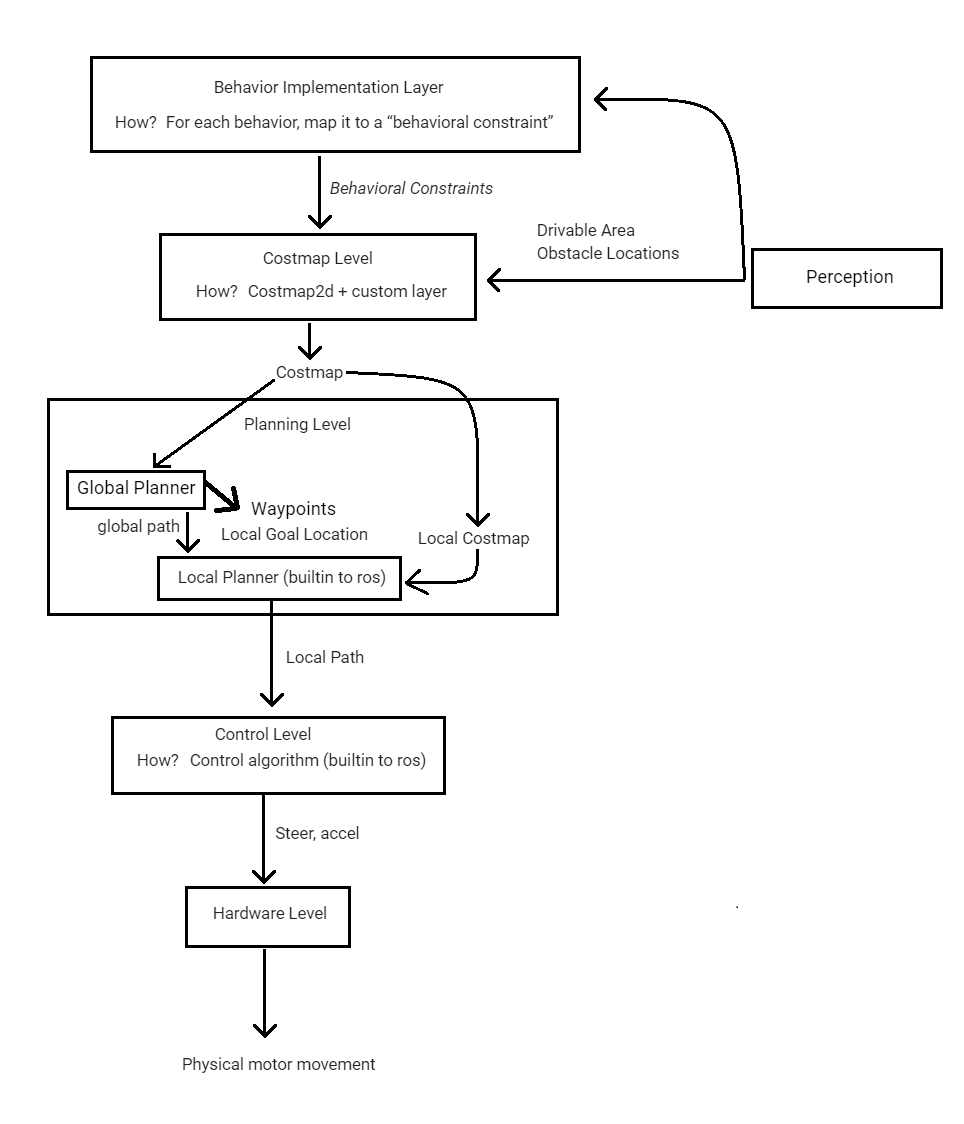 Behavior Implementation Layer
How? For each behavior, map it to a “behavioral constraint”
Behavioral Constraints
Drivable Area
Obstacle Locations
Perception
Costmap Level
How? Costmap2d + custom layer
Costmap
Planning Level
Global Planner
Waypoints
global path
Local Goal Location
Local Costmap
Local Planner (builtin to ros)
Local Path
Control Level
How? Control algorithm (builtin to ros)
Steer, accel
Hardware Level
Physical motor movement